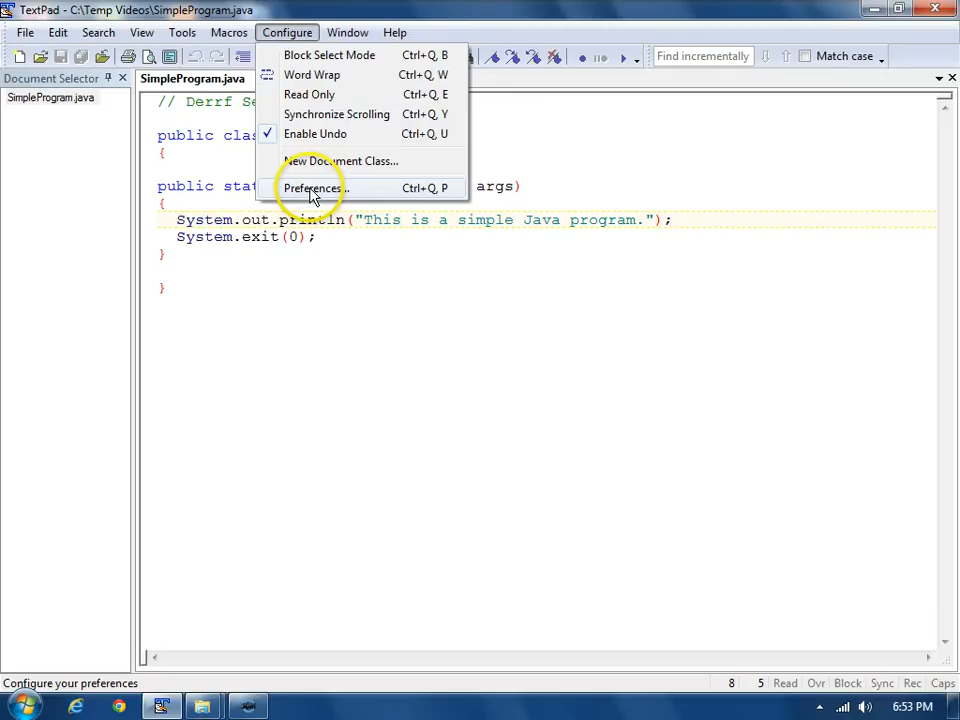 TextPad - C:\Temp Videos\SimpleProgram.java
File Edit Search View Tools Macros Configure Window Help
Find incrementally Match case
Document Selector
SimpleProgram.java
SimpleProgram.java
Block Select Mode Ctrl+Q, B
Word Wrap Ctrl+Q, W
Read Only Ctrl+Q, E
Synchronize Scrolling Ctrl+Q, Y
Enable Undo Ctrl+Q, U
New Document Class...
Preferences... Ctrl+Q, P
// Derrf Se
public clas
{
public stat args)
{
System.out.println("This is a simple Java program.");
System.exit(0);
}
}
Configure your preferences
8 5 Read Ovr Block Sync Rec Caps
6:53 PM